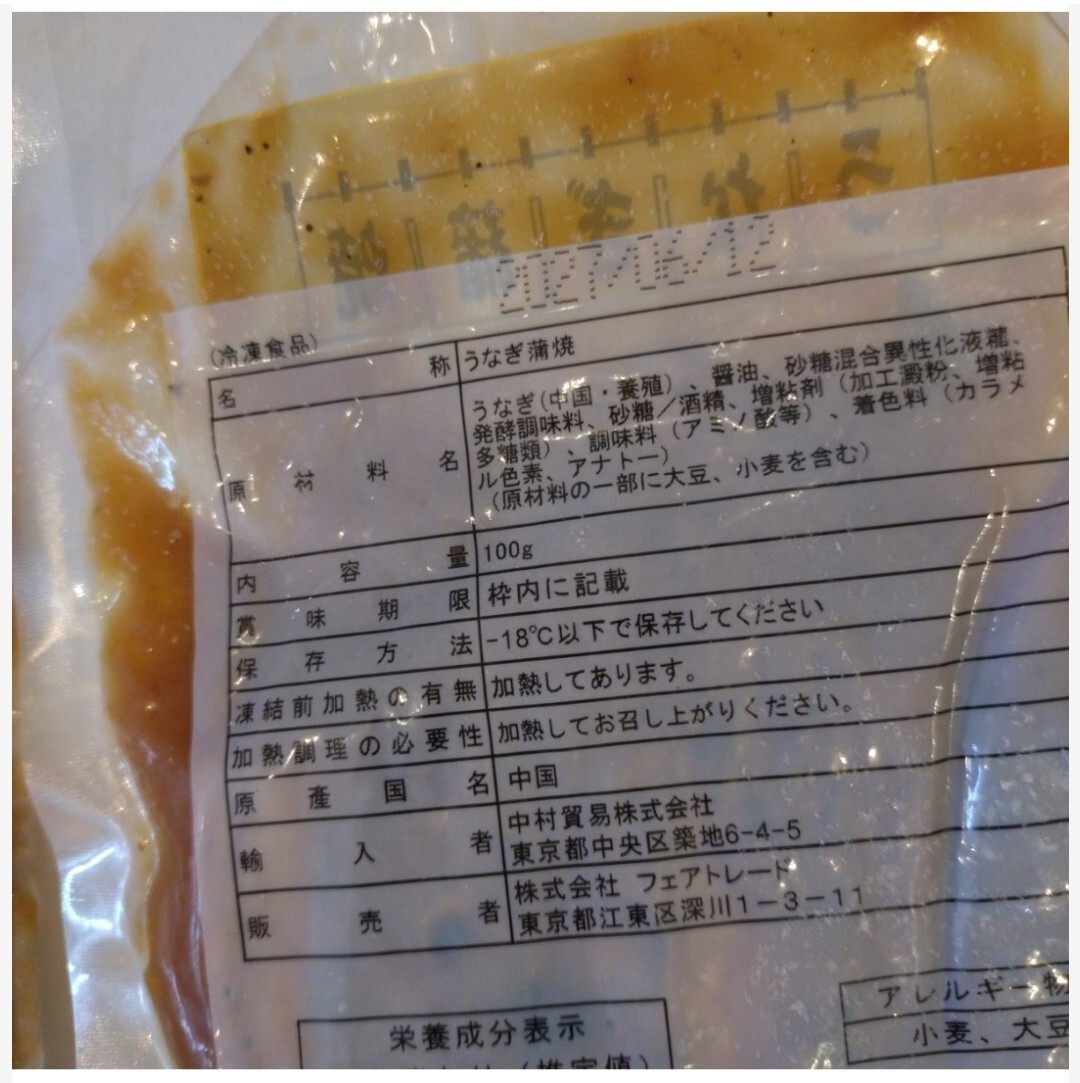 うなぎ蒲焼
2027/06/12
(冷凍食品)
名称 うなぎ蒲焼
原材料名 うなぎ(中国・養殖)、醤油、砂糖混合異性化液糖、
発酵調味料、砂糖/酒精、増粘剤(加工澱粉、増粘
多糖類)、調味料(アミノ酸等)、着色料(カラメ
ル色素、アナトー)
(原材料の一部に大豆、小麦を含む)
内容量 100g
賞味期限 枠内に記載
保存方法 -18℃以下で保存してください
凍結前加熱の有無 加熱してあります。
加熱調理の必要性 加熱してお召し上がりください。
原産国名 中国
輸入者 中村貿易株式会社
東京都中央区築地6-4-5
販売者 株式会社 フェアトレード
東京都江東区深川1-3-11
アレルギー物
小麦、大豆
栄養成分表示
(推定値)